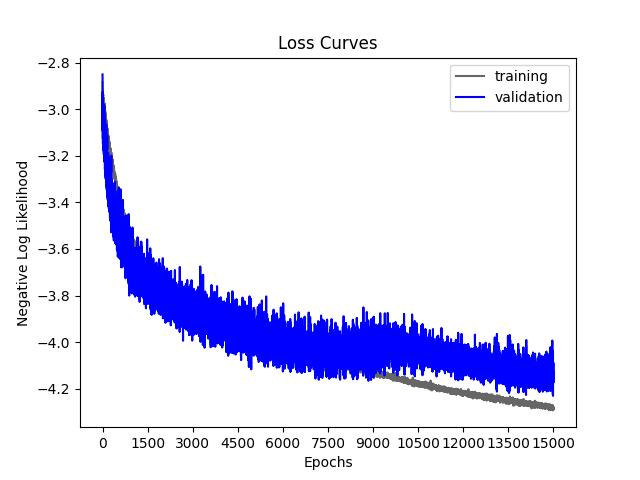 Loss Curves
training
validation
Negative Log Likelihood
−2.8
−3.0
−3.2
−3.4
−3.6
−3.8
−4.0
−4.2
0 1500 3000 4500 6000 7500 9000 10500 12000 13500 15000
Epochs